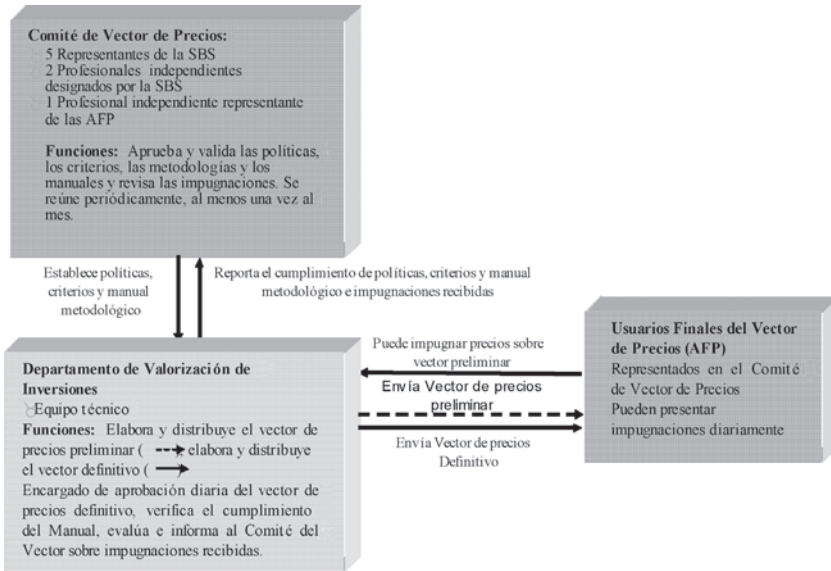 Comité de Vector de Precios:
5 Representantes de la SBS
2 Profesionales independientes
designados por la SBS
1 Profesional independiente representante
de las AFP
Funciones: Aprueba y valida las políticas,
los criterios, las metodologías y los
manuales y revisa las impugnaciones. Se
reúne periódicamente, al menos una vez al
mes.
Establece políticas,
criterios y manual
metodológico
Reporta el cumplimiento de políticas, criterios y manual
metodológico e impugnaciones recibidas
Departamento de Valorización de
Inversiones
Equipo técnico
Funciones: Elabora y distribuye el vector de
precios preliminar ( ) elabora y distribuye
el vector definitivo ( )
Encargado de aprobación diaria del vector de
precios definitivo, verifica el cumplimiento
del Manual, evalúa e informa al Comité del
Vector sobre impugnaciones recibidas.
Puede impugnar precios sobre
vector preliminar
Envía Vector de precios
preliminar
Envía Vector de precios
Definitivo
Usuarios Finales del Vector
de Precios (AFP)
Representados en el Comité
de Vector de Precios
Pueden presentar
impugnaciones diariamente